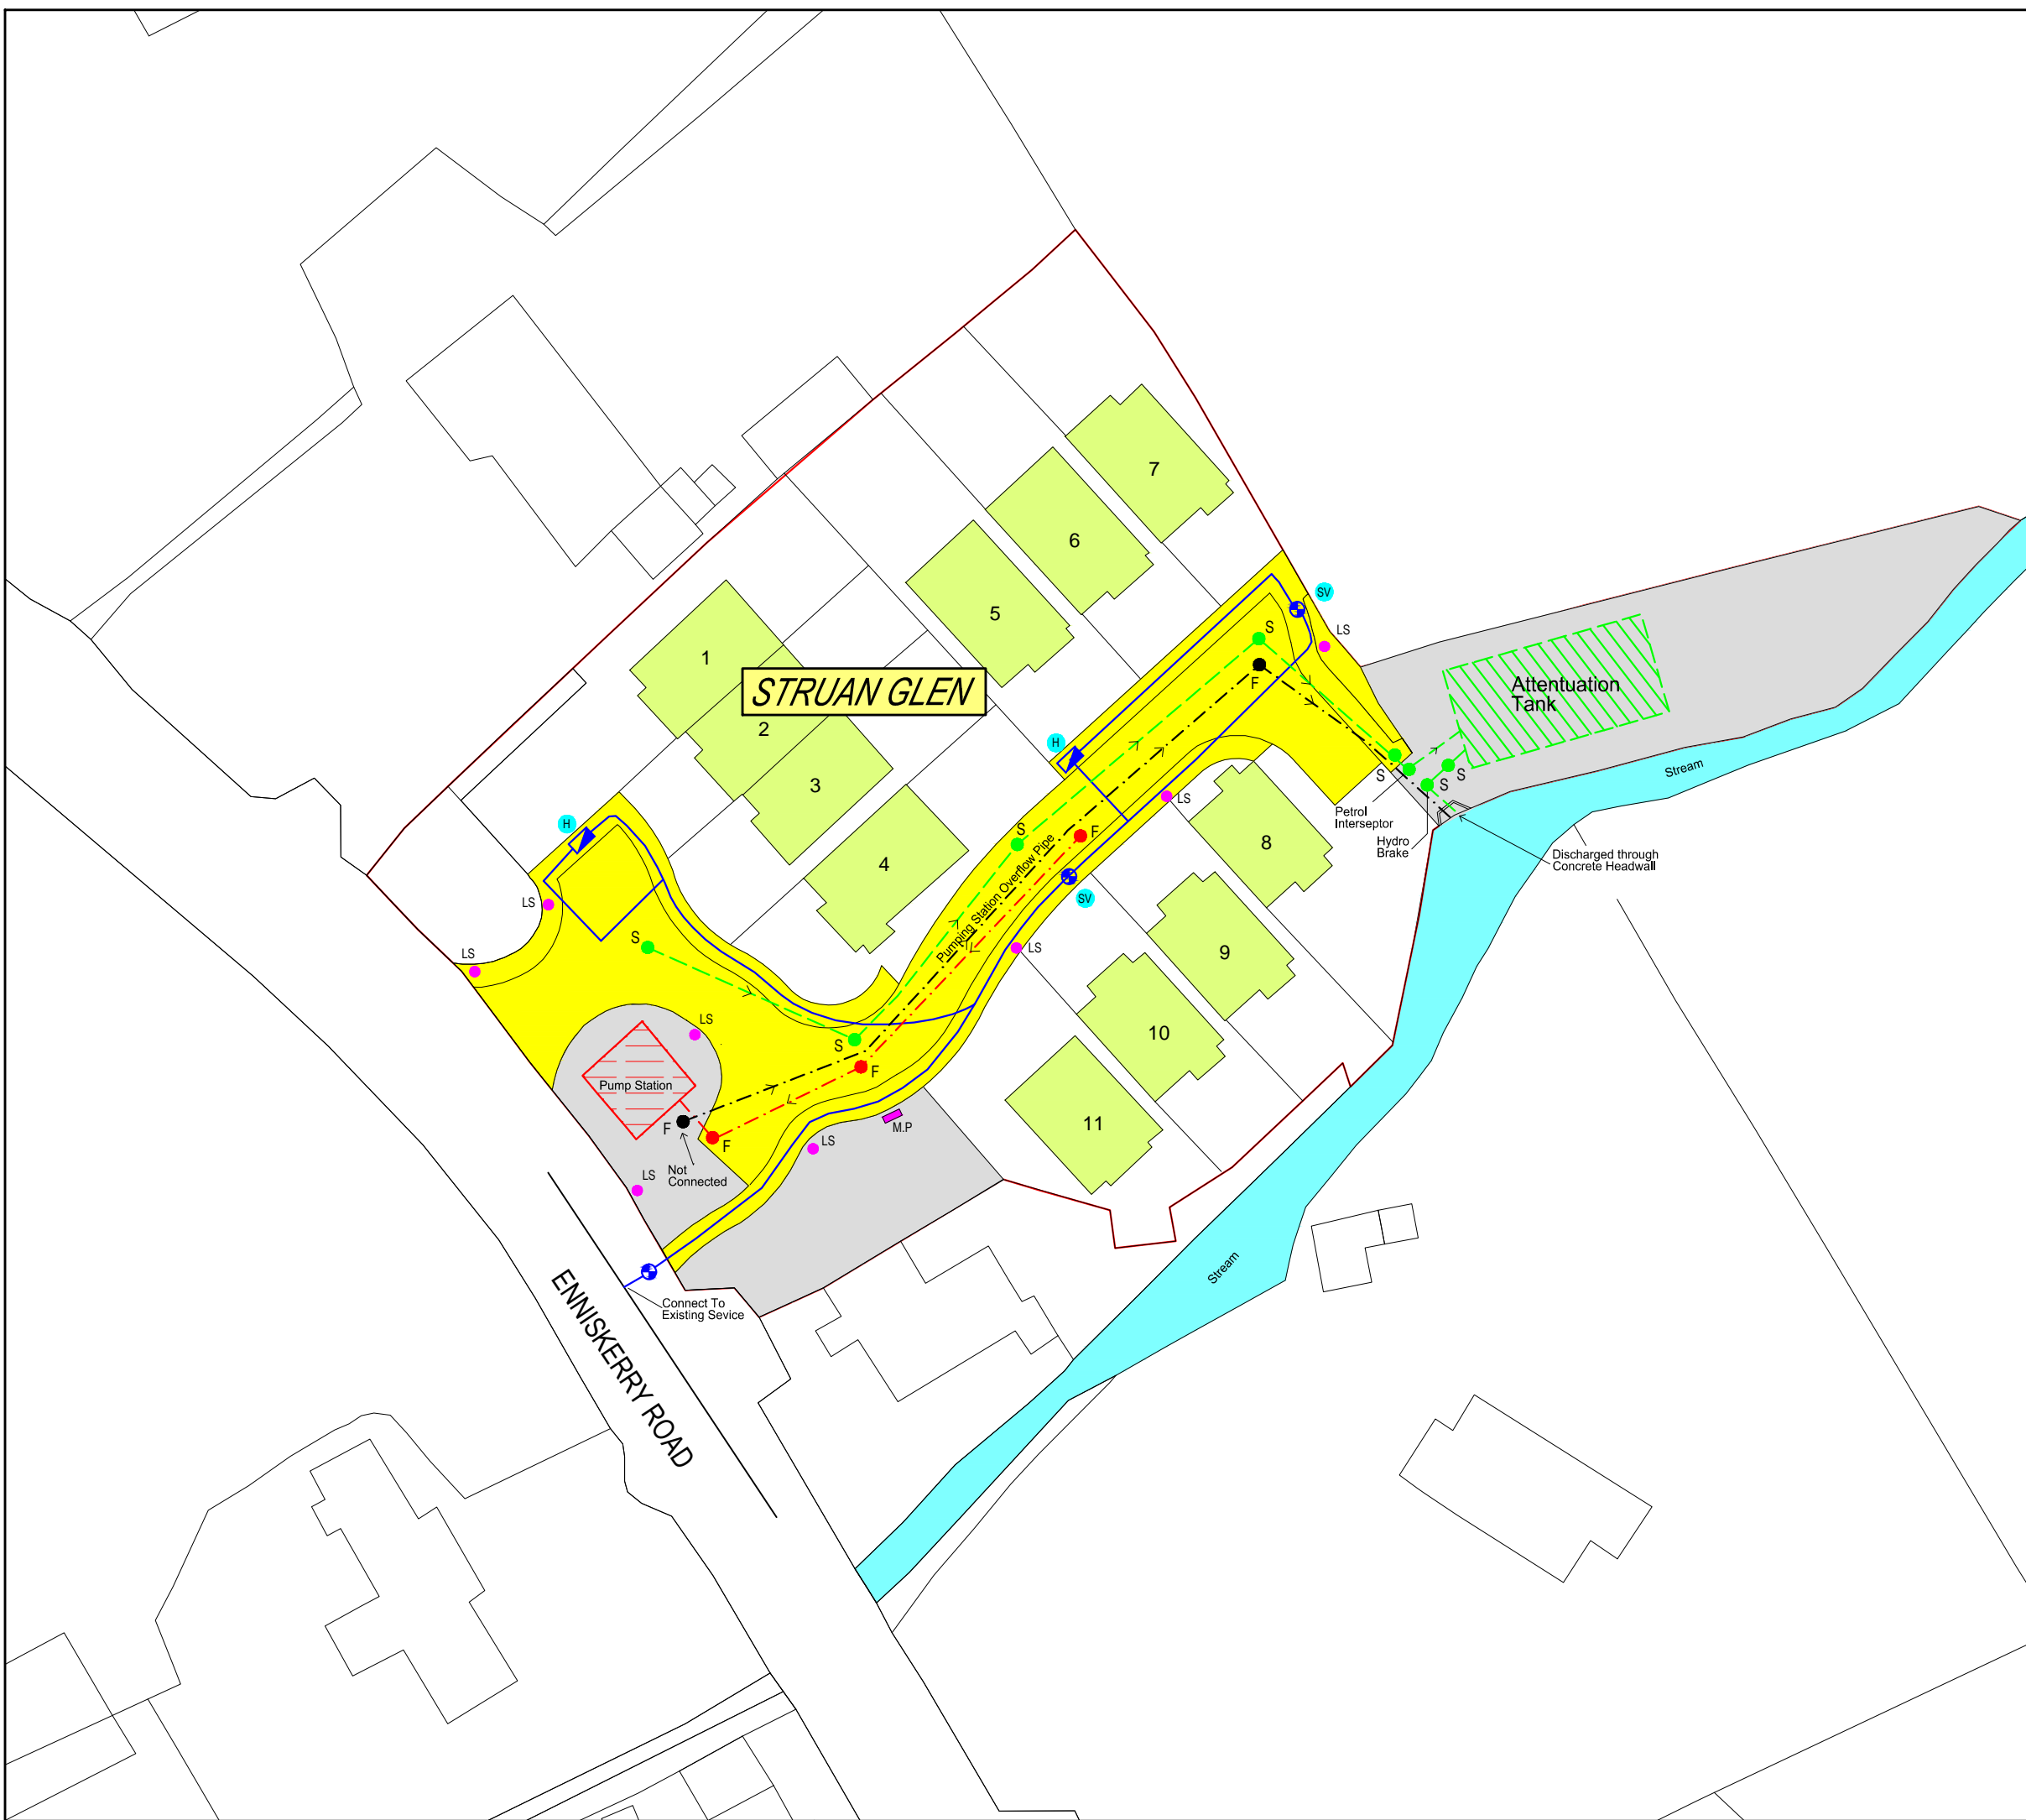 7
6
5
SV
S
LS
F
1
STRUAN GLEN
Attentuation
Tank
2
H
3
S
S
S
Stream
LS
Petrol
Interseptor
H
S
F
8
Hydro
Brake
Discharged through
Concrete Headwall
4
Pumping Station Overflow Pipe
SV
LS
S
LS
9
LS
LS
S
10
F
Pump Station
F
M.P
11
F
LS
Not
Connected
LS
Stream
Connect To
Existing Sevice
ENNISKERRY ROAD